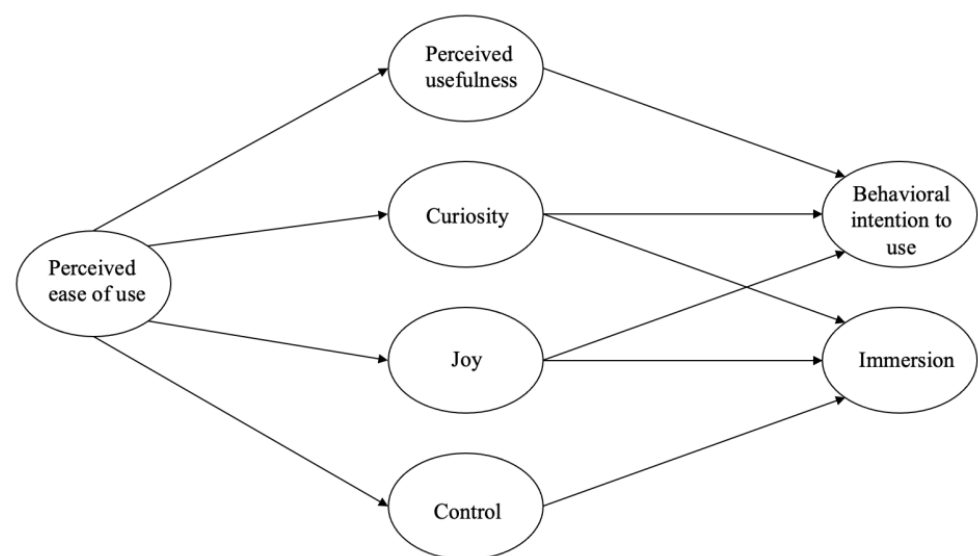 Perceived
usefulness
Curiosity
Behavioral
intention to
use
Perceived
ease of use
Joy
Immersion
Control